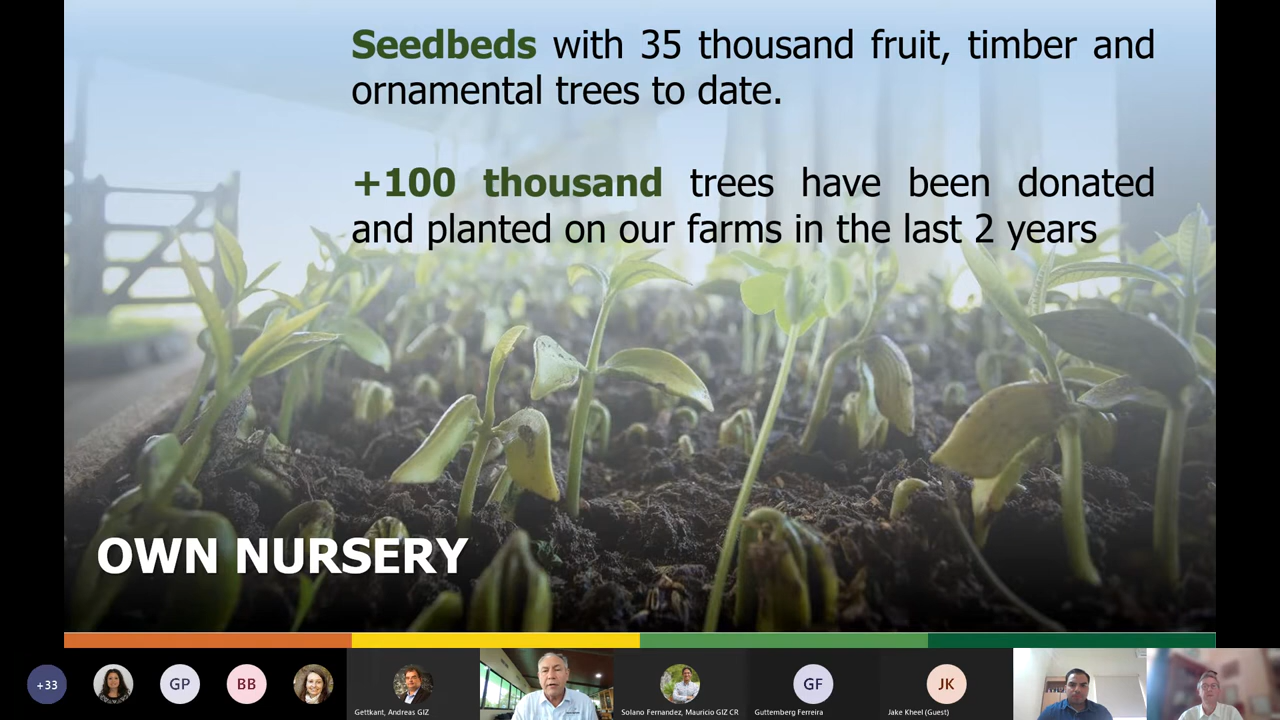 Seedbeds with 35 thousand fruit, timber and
ornamental trees to date.
+100 thousand trees have been donated
and planted on our farms in the last 2 years
OWN NURSERY
+33
GP
BB
Gettkant, Andreas GIZ
Solano Fernandez, Mauricio GIZ CR
GF
Guttemberg Ferreira
JK
Jake Kheel (Guest)